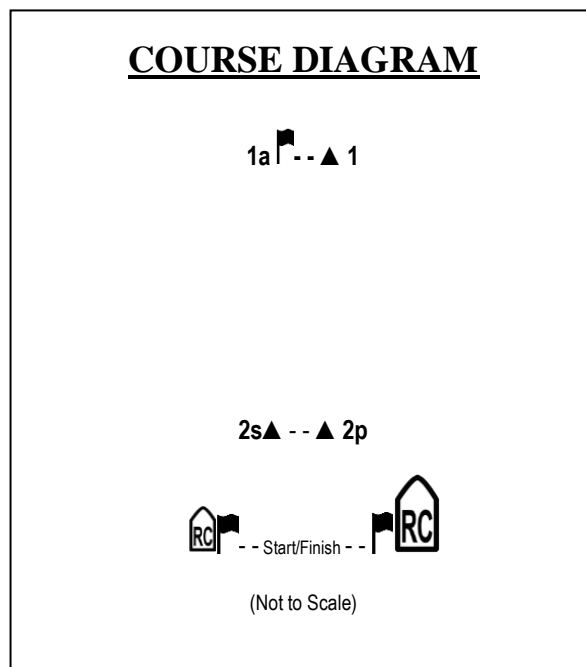 COURSE DIAGRAM
1a - - ▲ 1
2s▲ - - ▲ 2p
RC - - Start/Finish - - RC
(Not to Scale)